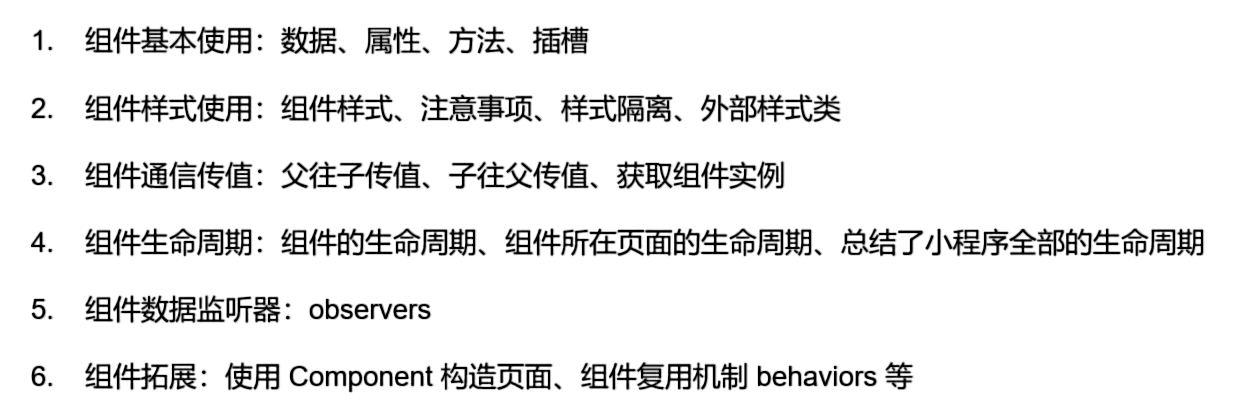 1. 组件基本使用：数据、属性、方法、插槽
2. 组件样式使用：组件样式、注意事项、样式隔离、外部样式类
3. 组件通信传值：父往子传值、子往父传值、获取组件实例
4. 组件生命周期：组件的生命周期、组件所在页面的生命周期、总结了小程序全部的生命周期
5. 组件数据监听器：observers
6. 组件拓展：使用 Component 构造页面、组件复用机制 behaviors 等